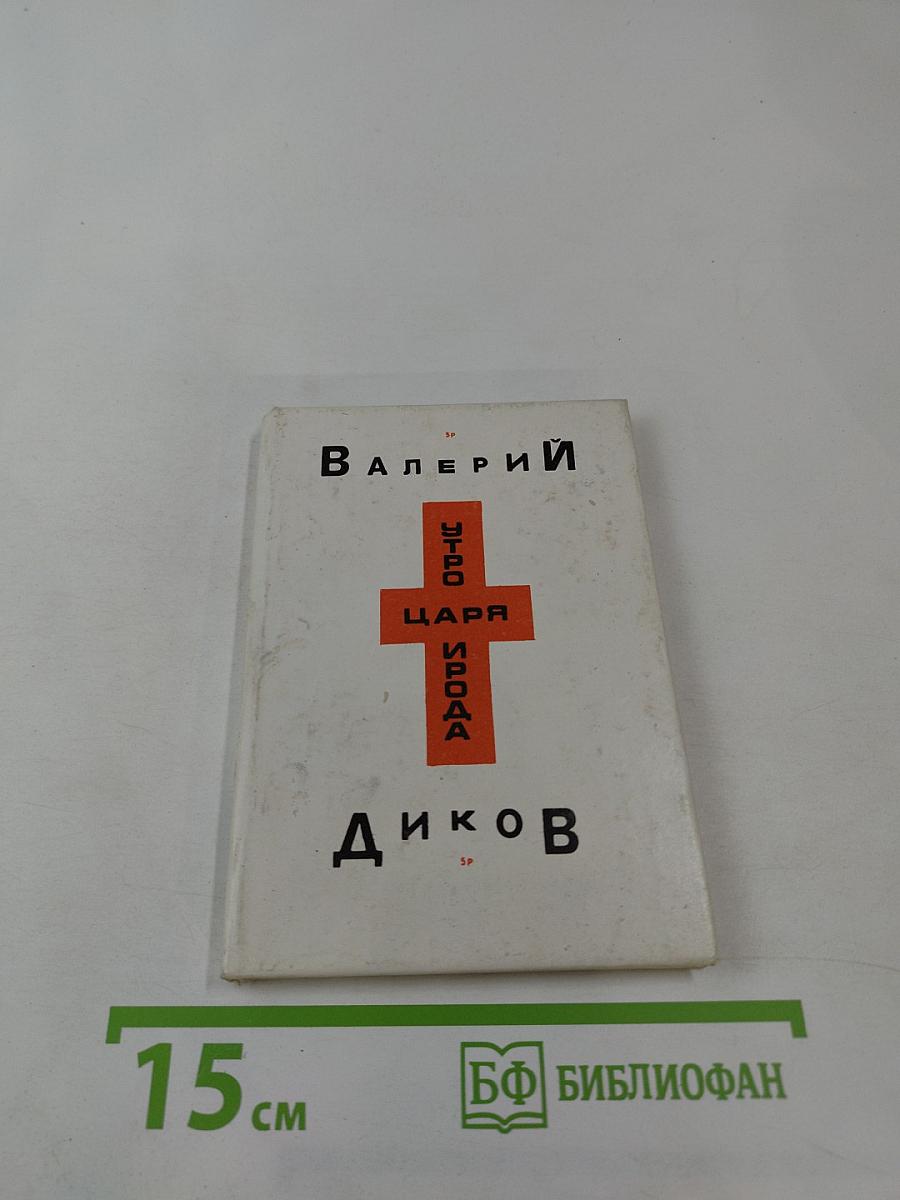 5Р
ВАЛЕРИЙ
УТРО
ЦАРЯ
ИРОДА
ДИКОВ
5Р
15 см
БФ БИБЛИОФАН